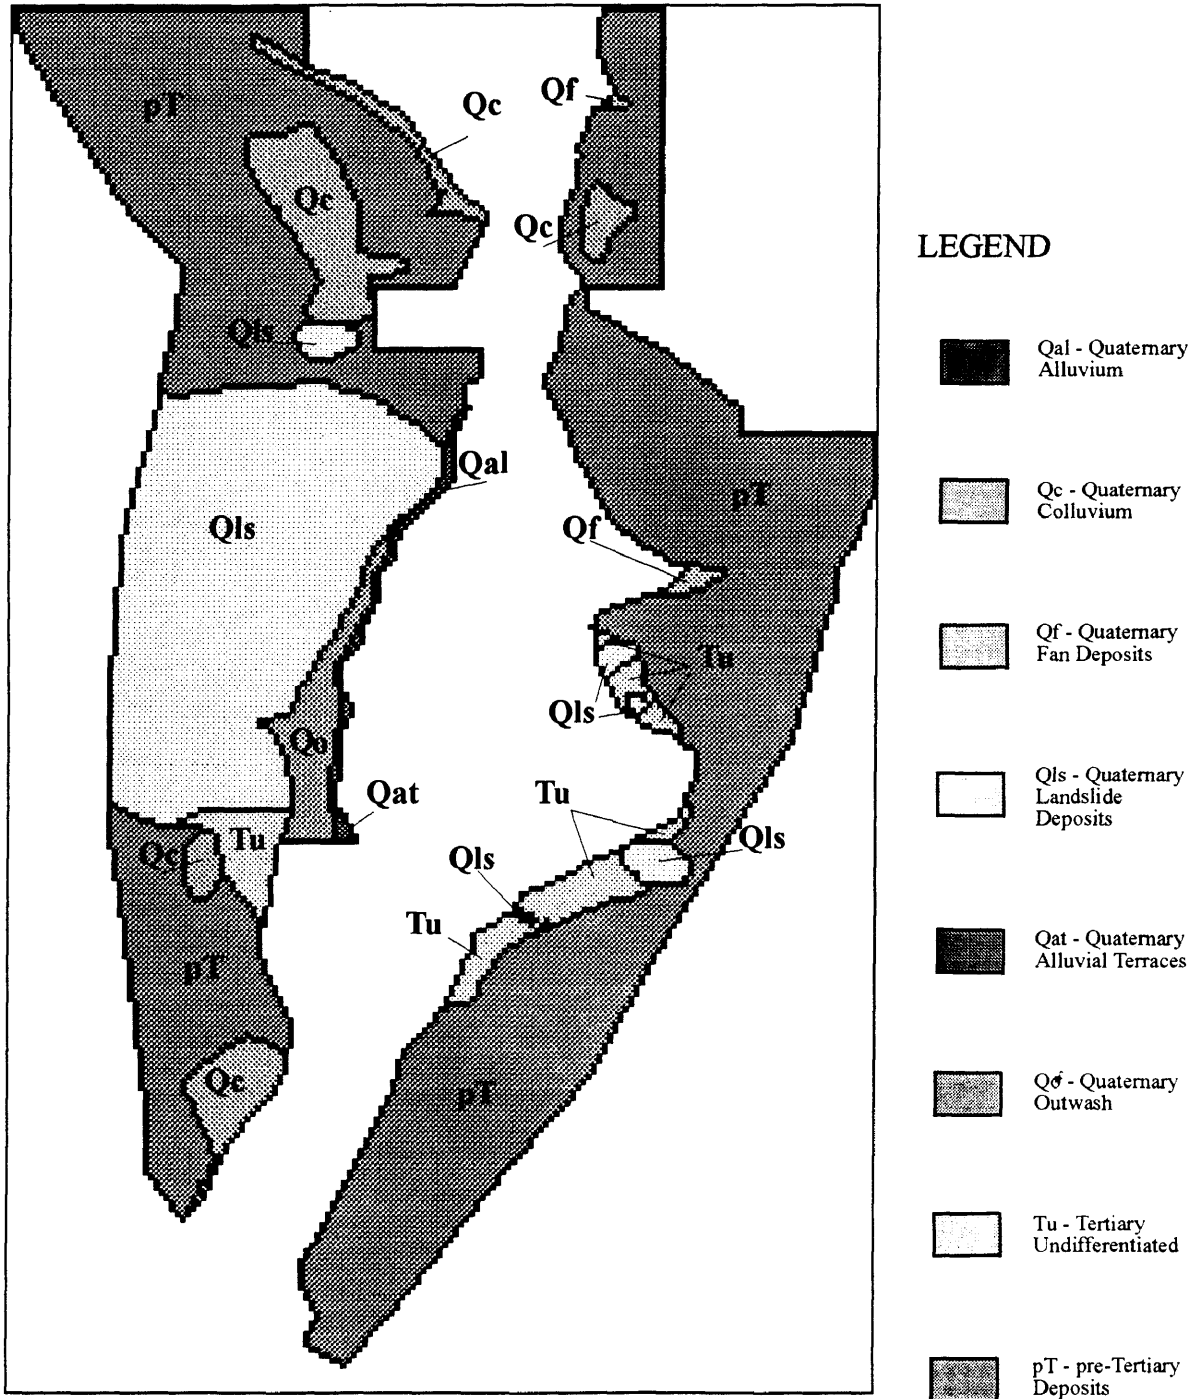 pT
Qc
Qf
Qc
Qc
Qls
Qal
Qls
pT
Qf
Tu
Qls
Qo
Qat
Tu
Tu
Qc
Qls
Qls
Tu
pT
Qc
pT
LEGEND
Qal - Quaternary
Alluvium
Qc - Quaternary
Colluvium
Qf - Quaternary
Fan Deposits
Qls - Quaternary
Landslide
Deposits
Qat - Quaternary
Alluvial Terraces
Qo - Quaternary
Outwash
Tu - Tertiary
Undifferentiated
pT - pre-Tertiary
Deposits